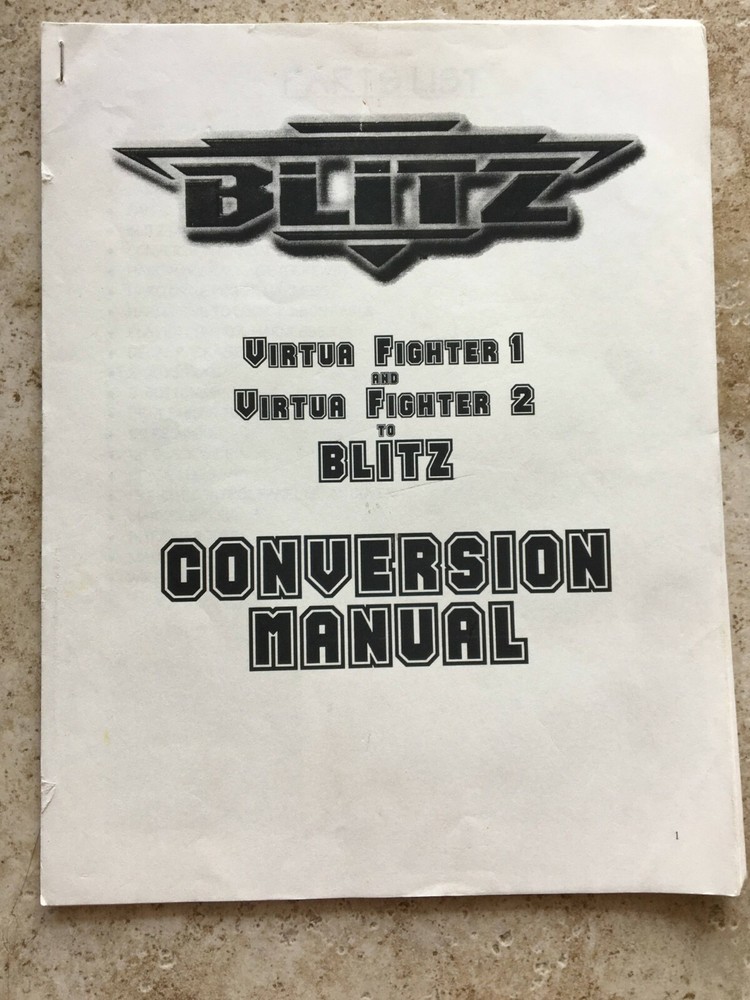 BLITZ
VIRTUA FIGHTER 1
AND
VIRTUA FIGHTER 2
TO
BLITZ
CONVERSION
MANUAL
1